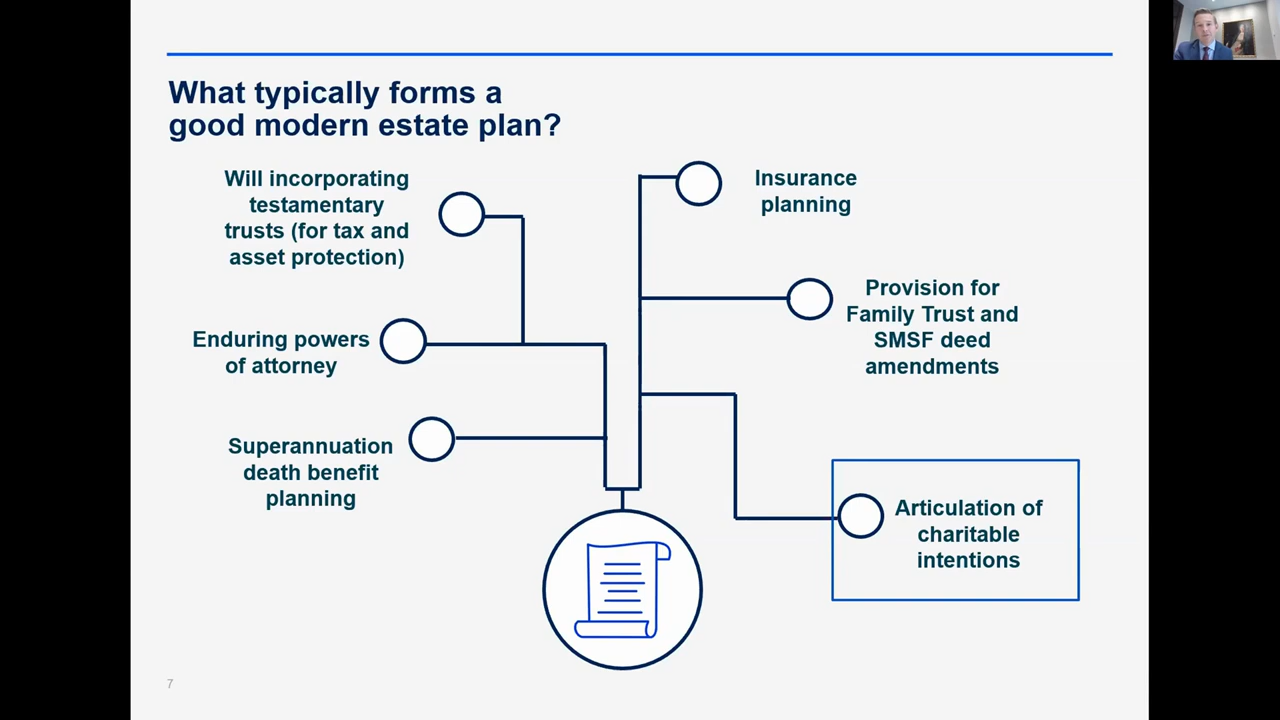 What typically forms a
good modern estate plan?
Will incorporating
testamentary
trusts (for tax and
asset protection)
Enduring powers
of attorney
Superannuation
death benefit
planning
Insurance
planning
Provision for
Family Trust and
SMSF deed
amendments
Articulation of
charitable
intentions
7